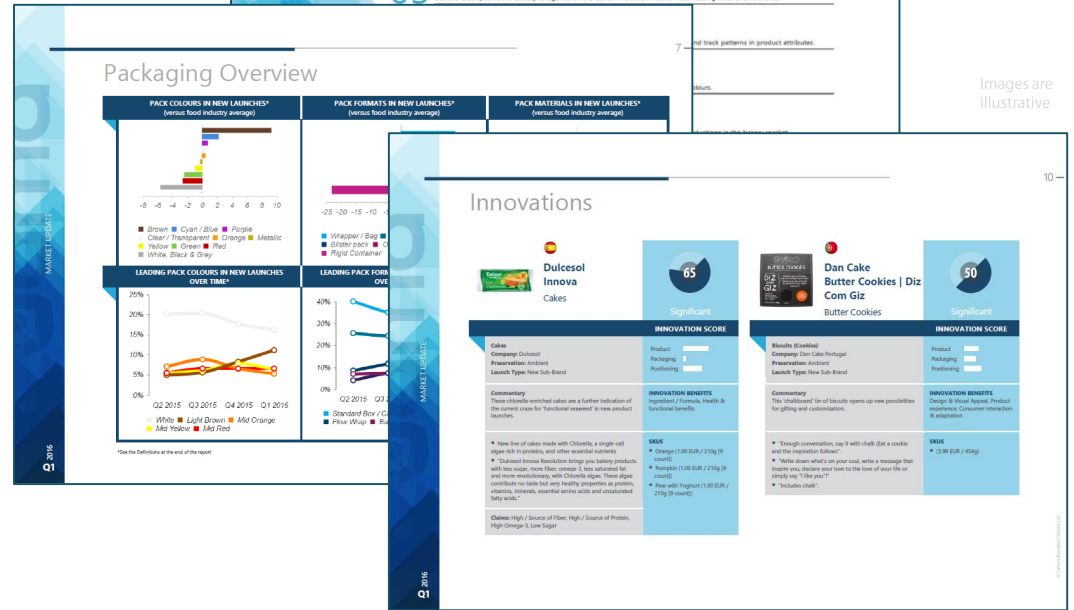 nd track patterns in product attributes.
Images are
illustrative
7
Packaging Overview
PACK COLOURS IN NEW LAUNCHES*
(versus food industry average)
PACK FORMATS IN NEW LAUNCHES*
(versus food industry average)
PACK MATERIALS IN NEW LAUNCHES*
(versus food industry average)
-8 -6 -4 -2 0 2 4 6 8 10
-25 -20 -15 -10
Brown Cyan / Blue Purple
Clear / Transparent Orange Metallic
Yellow Green Red
White, Black & Grey
Wrapper / Bag
Blister pack
Rigid Container
LEADING PACK COLOURS IN NEW LAUNCHES
OVER TIME*
LEADING PACK FORM
OVE
25%
20%
15%
10%
5%
0%
Q2 2015 Q3 2015 Q4 2015 Q1 2016
White Light Brown Mid Orange
Mid Yellow Mid Red
40%
30%
20%
10%
0%
Q2 2015 Q3
Standard Box / Ca
Flow Wrap Ba
*See the Definitions at the end of the report
MARKET UPDATE
2016
Q1
10
Innovations
Dulcesol
Innova
Cakes
65
Significant
INNOVATION SCORE
Cakes
Company: Dulcesol
Preservation: Ambient
Launch Type: New Sub-Brand
Product
Packaging
Positioning
Commentary
These chlorella-enriched cakes are a further indication of
the current craze for 'functional seaweed' in new product
launches.
INNOVATION BENEFITS
Ingredient / Formula, Health &
functional benefits
• New line of cakes made with Chlorella, a single-cell
algae rich in proteins, and other essential nutrients
• "Dulcesol Innova Revolution brings you bakery products
with less sugar, more fiber, omega-3, less saturated fat
and more revolutionary, with Chlorella algae. These algae
contribute no taste but very healthy properties as protein,
vitamins, minerals, essential amino acids and unsaturated
fatty acids."
SKUS
• Orange (1.00 EUR / 210g [9
count])
• Pumpkin (1.00 EUR / 210g [9
count])
• Pear with Yoghurt (1.00 EUR /
210g [9 count])
Claims: High / Source of Fiber, High / Source of Protein,
High Omega-3, Low Sugar
BUTTER COOKIES
DIZ
COM
GIZ
Dan Cake
Butter Cookies | Diz
Com Giz
Butter Cookies
50
Significant
INNOVATION SCORE
Biscuits (Cookies)
Company: Dan Cake Portugal
Preservation: Ambient
Launch Type: New Sub-Brand
Product
Packaging
Positioning
Commentary
This 'chalkboard' tin of biscuits opens up new possibilities
for gifting and customization.
INNOVATION BENEFITS
Design & Visual Appeal, Product
experience, Consumer interaction
& adaptation
• "Enough conversation, say it with chalk (Eat a cookie
and the inspiration follows".
• "Write down what's on your soul, write a message that
inspire you, declare your love to the love of your life or
simply say "I like you"!"
• "Includes chalk".
SKUS
• (5.99 EUR / 454g)
MARKET UPDATE
2016
Q1